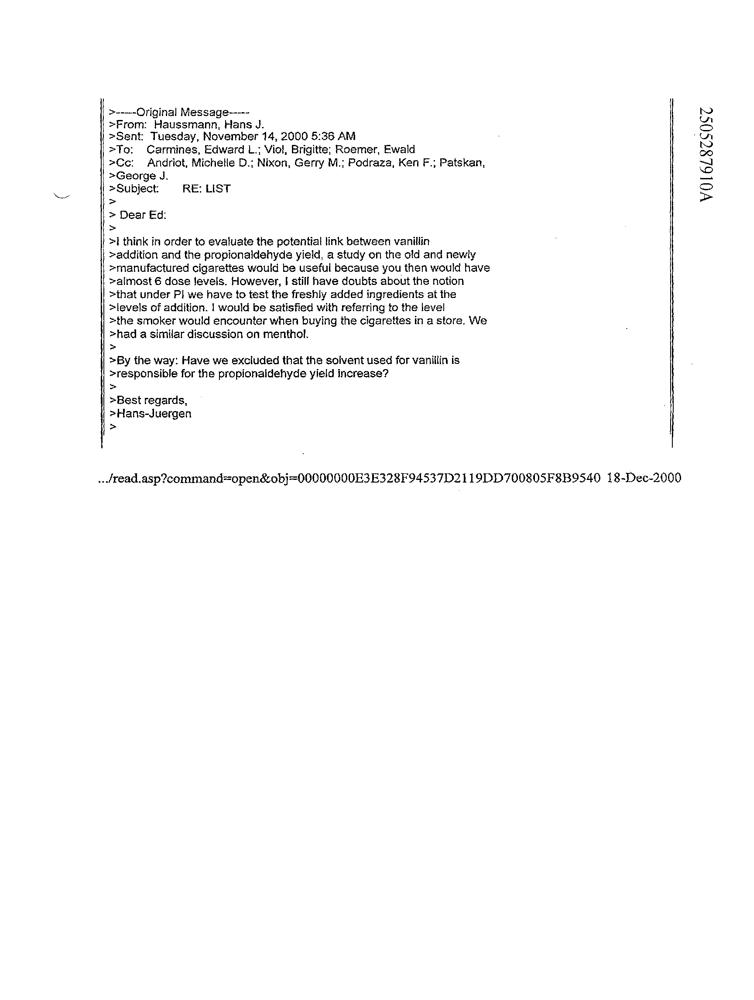 >-----Original Message-----
>From: Haussmann, Hans J.
>Sent: Tuesday, November 14, 2000 5:36 AM
>To: Carmines, Edward L.; Viol, Brigitte; Roemer, Ewald
>Cc: Andriot, Michelle D.; Nixon, Gerry M.; Podraza, Ken F.; Patskan,
>George J.
>Subject: RE: LIST
>
> Dear Ed:
>
>I think in order to evaluate the potential link between vanillin
>addition and the propionaldehyde yield, a study on the old and newly
>manufactured cigarettes would be useful because you then would have
>almost 6 dose levels. However, I still have doubts about the notion
>that under PI we have to test the freshly added ingredients at the
>levels of addition. I would be satisfied with referring to the level
>the smoker would encounter when buying the cigarettes in a store. We
>had a similar discussion on menthol.
>
>By the way: Have we excluded that the solvent used for vanillin is
>responsible for the propionaldehyde yield increase?
>
>Best regards,
>Hans-Juergen
>
.../read.asp?command=open&obj=00000000E3E328F94537D2119DD700805F8B9540 18-Dec-2000
2505287910A